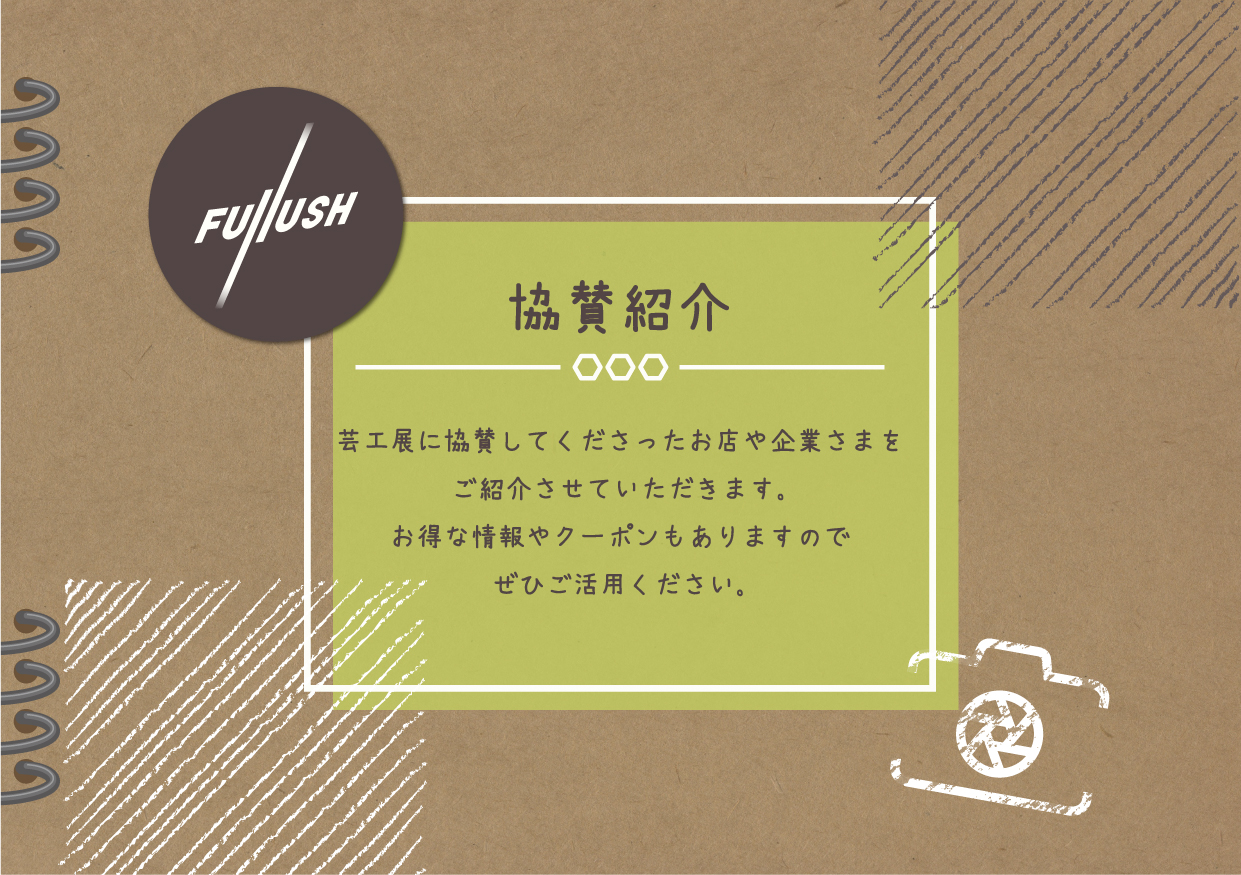 FULLUSH
協賛紹介
芸工展に協賛してくださったお店や企業さまを
ご紹介させていただきます。
お得な情報やクーポンもありますので
ぜひご活用ください。